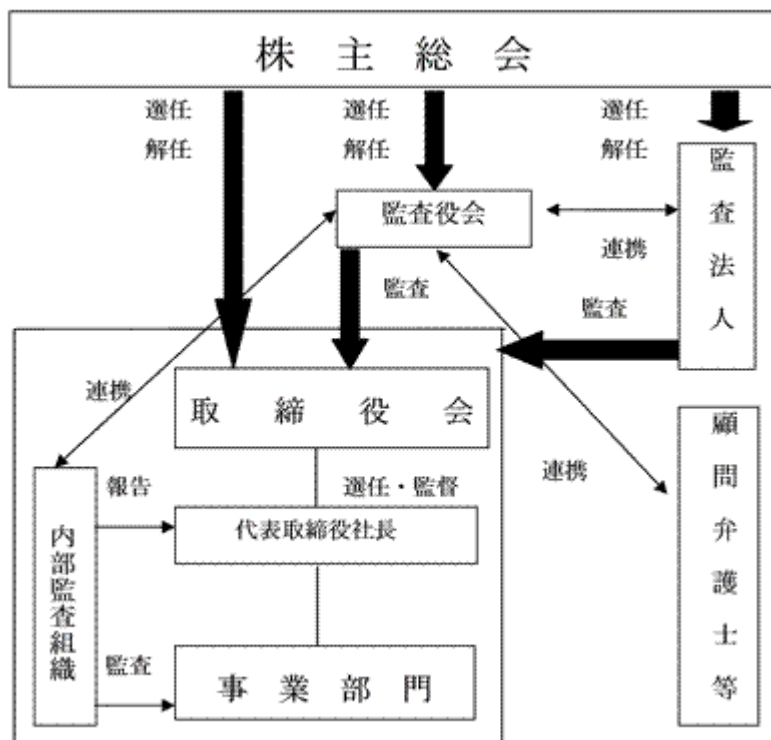 株主総会
選任 選任 選任
解任 解任 解任
監査法人
監査役会
連携
監査
監査
連携
取締役会
顧問弁護士等
連携
報告
選任・監督
内部監査組織
代表取締役社長
監査
事業部門